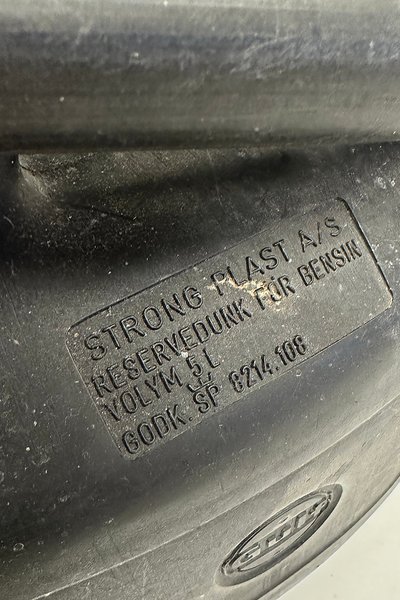 STRONG PLAST A/S
RESERVEDUNK FÖR BENSIN
VOLYM 5 L
GODK. SP 8214.108